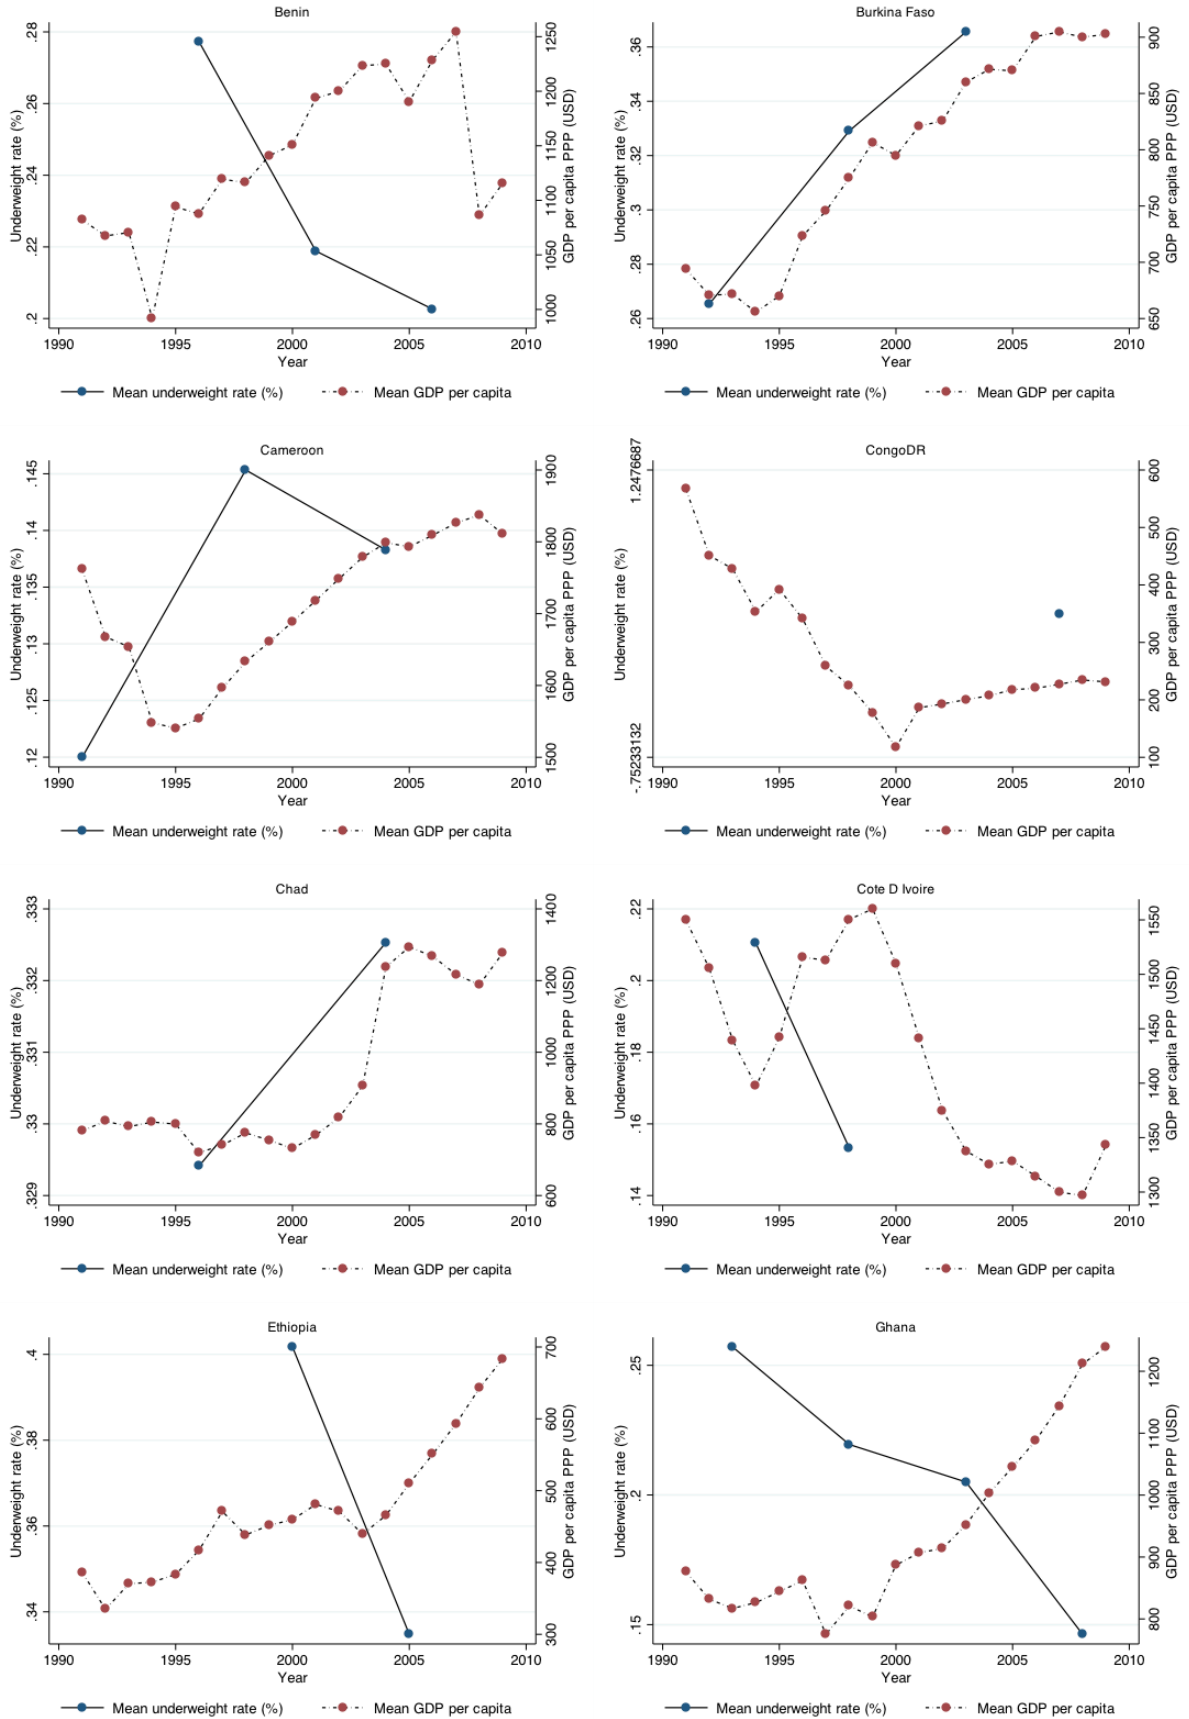 Benin
Underweight rate (%)
.2 .22 .24 .26 .28
1000 1050 1100 1150 1200 1250
GDP per capita PPP (USD)
1990 1995 2000 2005 2010
Year
Mean underweight rate (%) Mean GDP per capita
Burkina Faso
Underweight rate (%)
.26 .28 .3 .32 .34 .36
650 700 750 800 850 900
GDP per capita PPP (USD)
1990 1995 2000 2005 2010
Year
Mean underweight rate (%) Mean GDP per capita
Cameroon
Underweight rate (%)
.12 .125 .13 .135 .14 .145
1500 1600 1700 1800 1900
GDP per capita PPP (USD)
1990 1995 2000 2005 2010
Year
Mean underweight rate (%) Mean GDP per capita
CongoDR
Underweight rate (%)
-.75233132 1.2476687
100 200 300 400 500 600
GDP per capita PPP (USD)
1990 1995 2000 2005 2010
Year
Mean underweight rate (%) Mean GDP per capita
Chad
Underweight rate (%)
.329 .33 .331 .332 .333
600 800 1000 1200 1400
GDP per capita PPP (USD)
1990 1995 2000 2005 2010
Year
Mean underweight rate (%) Mean GDP per capita
Cote D Ivoire
Underweight rate (%)
.14 .16 .18 .2 .22
1300 1350 1400 1450 1500 1550
GDP per capita PPP (USD)
1990 1995 2000 2005 2010
Year
Mean underweight rate (%) Mean GDP per capita
Ethiopia
Underweight rate (%)
.34 .36 .38 .4
300 400 500 600 700
GDP per capita PPP (USD)
1990 1995 2000 2005 2010
Year
Mean underweight rate (%) Mean GDP per capita
Ghana
Underweight rate (%)
.15 .2 .25
800 900 1000 1100 1200
GDP per capita PPP (USD)
1990 1995 2000 2005 2010
Year
Mean underweight rate (%) Mean GDP per capita